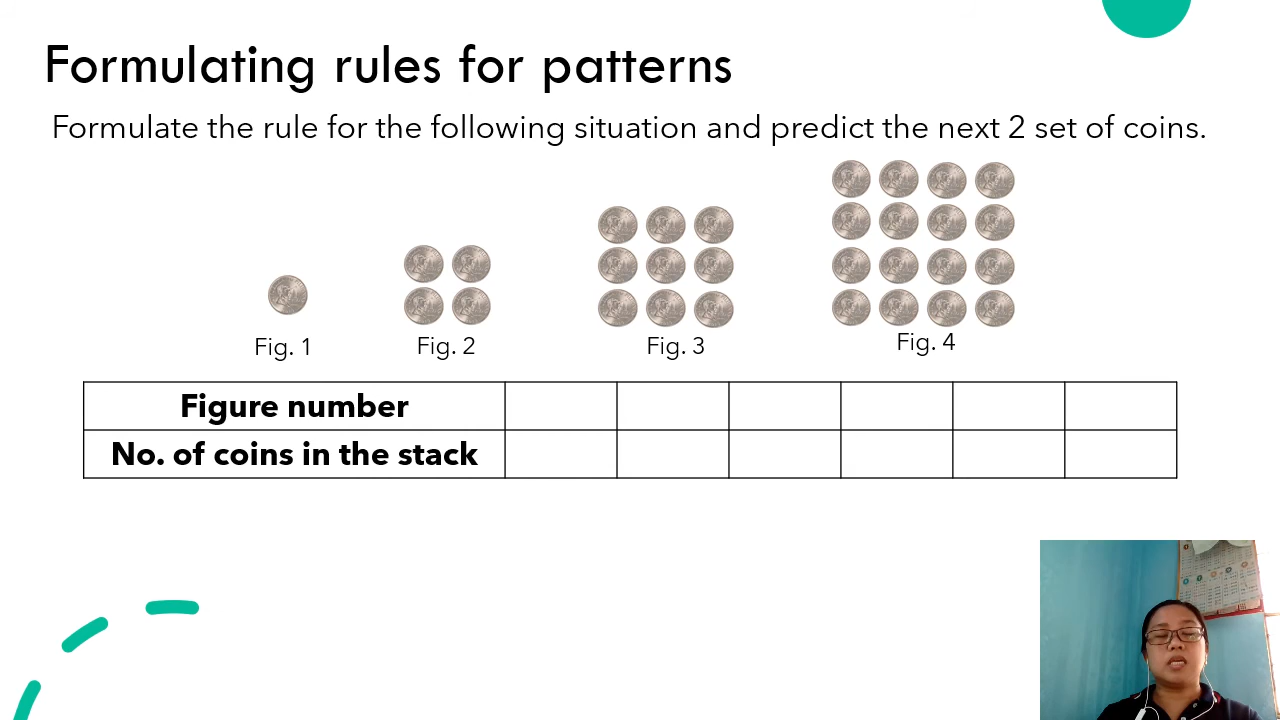 Formulating rules for patterns
Formulate the rule for the following situation and predict the next 2 set of coins.
Fig. 1
Fig. 2
Fig. 3
Fig. 4
Figure number
No. of coins in the stack